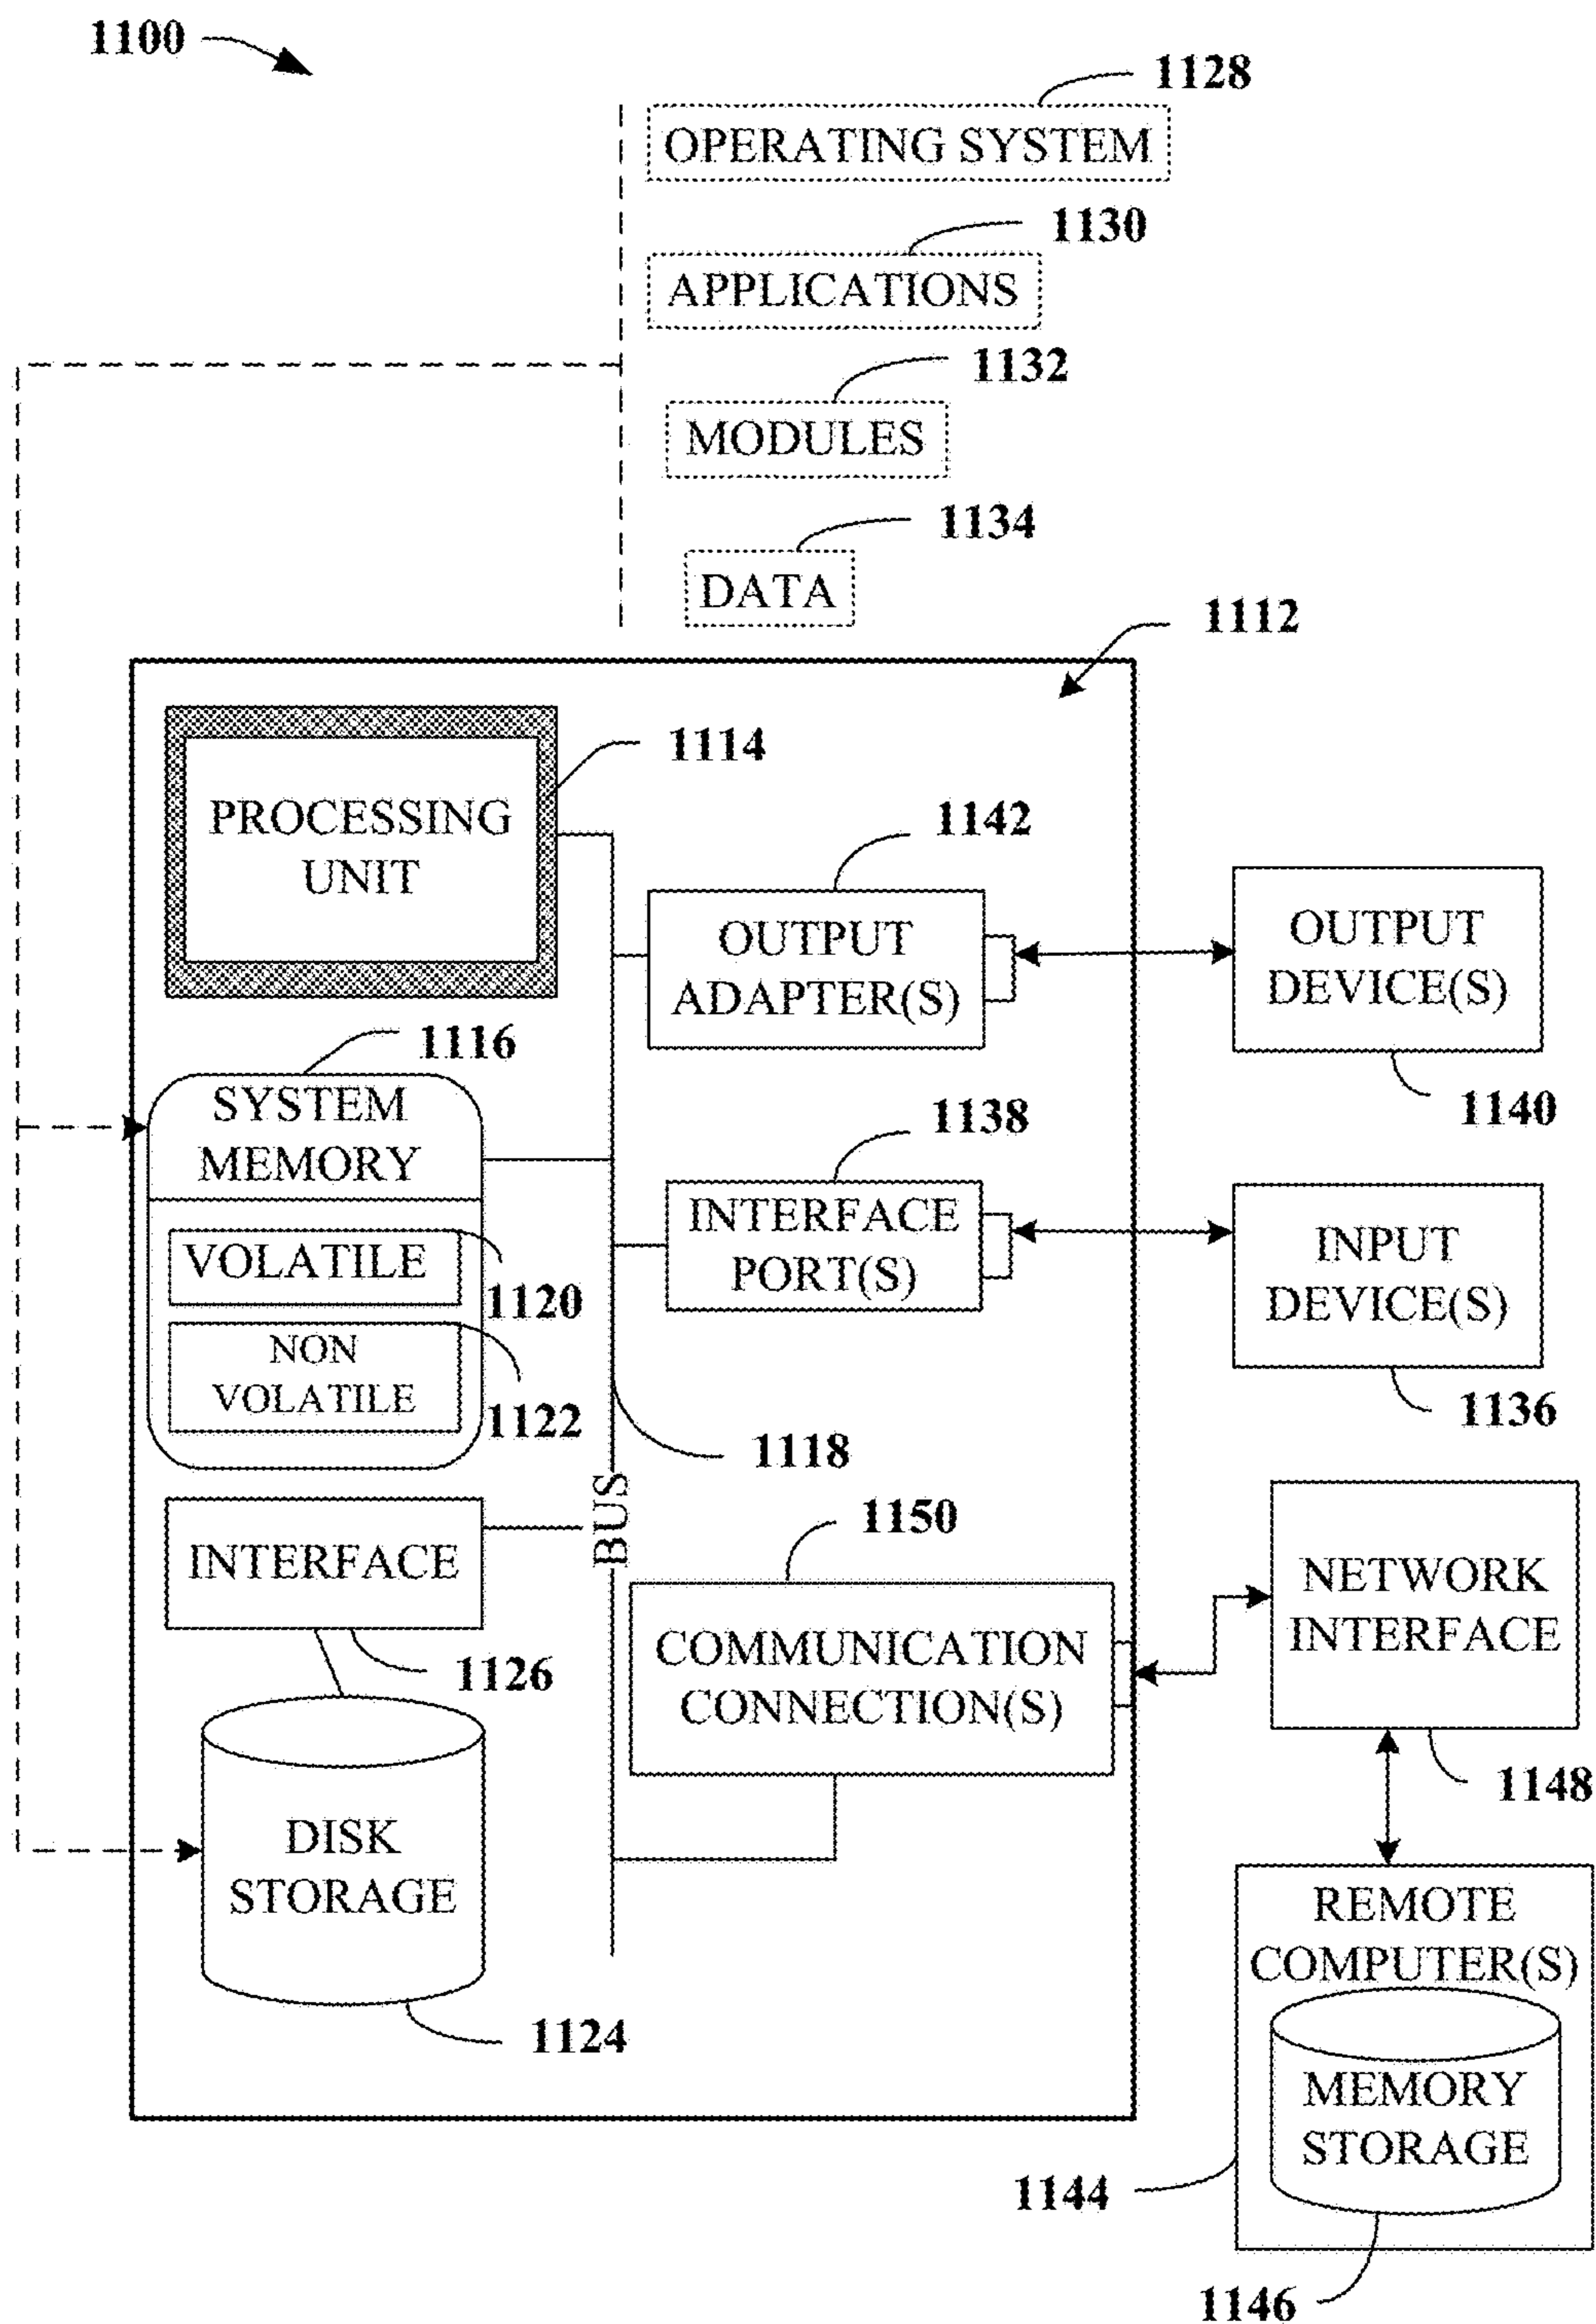 1100
1128
OPERATING SYSTEM
1130
APPLICATIONS
1132
MODULES
1134
DATA
1112
1114
PROCESSING
UNIT
1142
OUTPUT
ADAPTER(S)
OUTPUT
DEVICE(S)
1140
1116
SYSTEM
MEMORY
VOLATILE
1120
NON
VOLATILE
1122
1138
INTERFACE
PORT(S)
INPUT
DEVICE(S)
1136
1118
BUS
INTERFACE
1126
1150
COMMUNICATION
CONNECTION(S)
NETWORK
INTERFACE
1148
DISK
STORAGE
1124
REMOTE
COMPUTER(S)
MEMORY
STORAGE
1144
1146